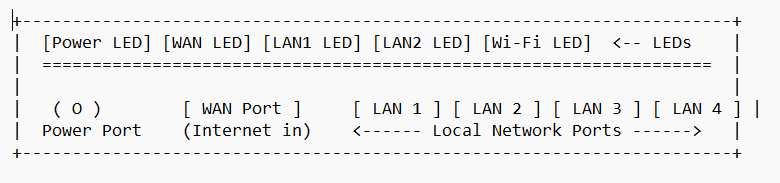 +-----------------------------------------------------------------------+
|  [Power LED] [WAN LED] [LAN1 LED] [LAN2 LED] [Wi-Fi LED]  <-- LEDs    |
|  ===================================================================  |
|                                                                       |
|   ( O )        [ WAN Port ]     [ LAN 1 ] [ LAN 2 ] [ LAN 3 ] [ LAN 4 ] |
|  Power Port    (Internet in)    <------ Local Network Ports ------>   |
+-----------------------------------------------------------------------+